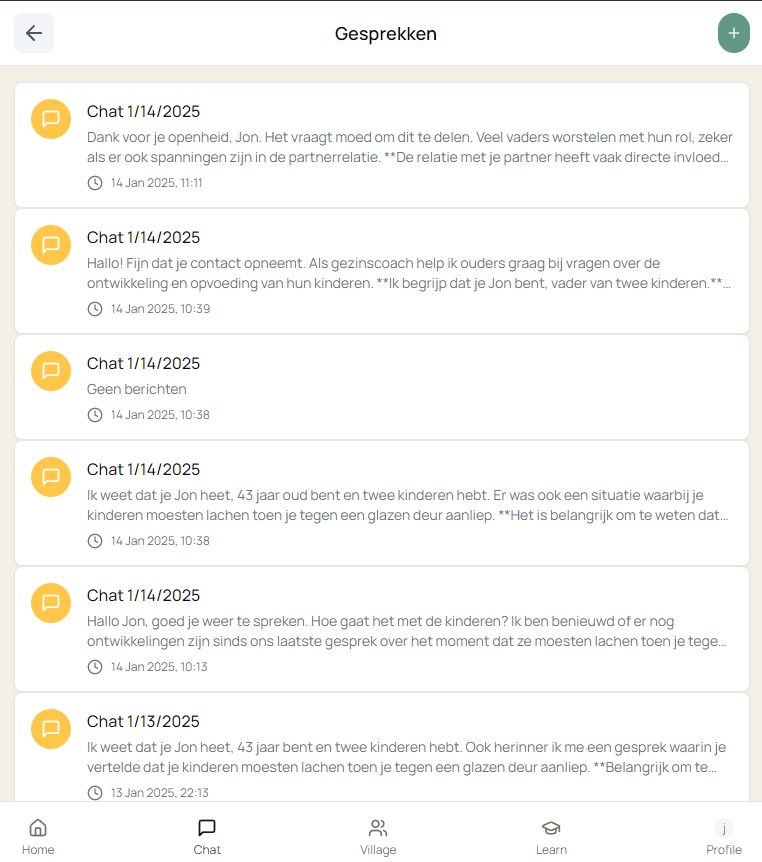 Gesprekken
Chat 1/14/2025
Dank voor je openheid, Jon. Het vraagt moed om dit te delen. Veel vaders worstelen met hun rol, zeker
als er ook spanningen zijn in de partnerrelatie. **De relatie met je partner heeft vaak directe invloed...
14 Jan 2025, 11:11
Chat 1/14/2025
Hallo! Fijn dat je contact opneemt. Als gezinscoach help ik ouders graag bij vragen over de
ontwikkeling en opvoeding van hun kinderen. **Ik begrijp dat je Jon bent, vader van twee kinderen.**...
14 Jan 2025, 10:39
Chat 1/14/2025
Geen berichten
14 Jan 2025, 10:38
Chat 1/14/2025
Ik weet dat je Jon heet, 43 jaar oud bent en twee kinderen hebt. Er was ook een situatie waarbij je
kinderen moesten lachen toen je tegen een glazen deur aanliep. **Het is belangrijk om te weten dat...
14 Jan 2025, 10:38
Chat 1/14/2025
Hallo Jon, goed je weer te spreken. Hoe gaat het met de kinderen? Ik ben benieuwd of er nog
ontwikkelingen zijn sinds ons laatste gesprek over het moment dat ze moesten lachen toen je tege...
14 Jan 2025, 10:13
Chat 1/13/2025
Ik weet dat je Jon heet, 43 jaar bent en twee kinderen hebt. Ook herinner ik me een gesprek waarin je
vertelde dat je kinderen moesten lachen toen je tegen een glazen deur aanliep. **Belangrijk om te...
13 Jan 2025, 22:13
j
Home Chat Village Learn Profile